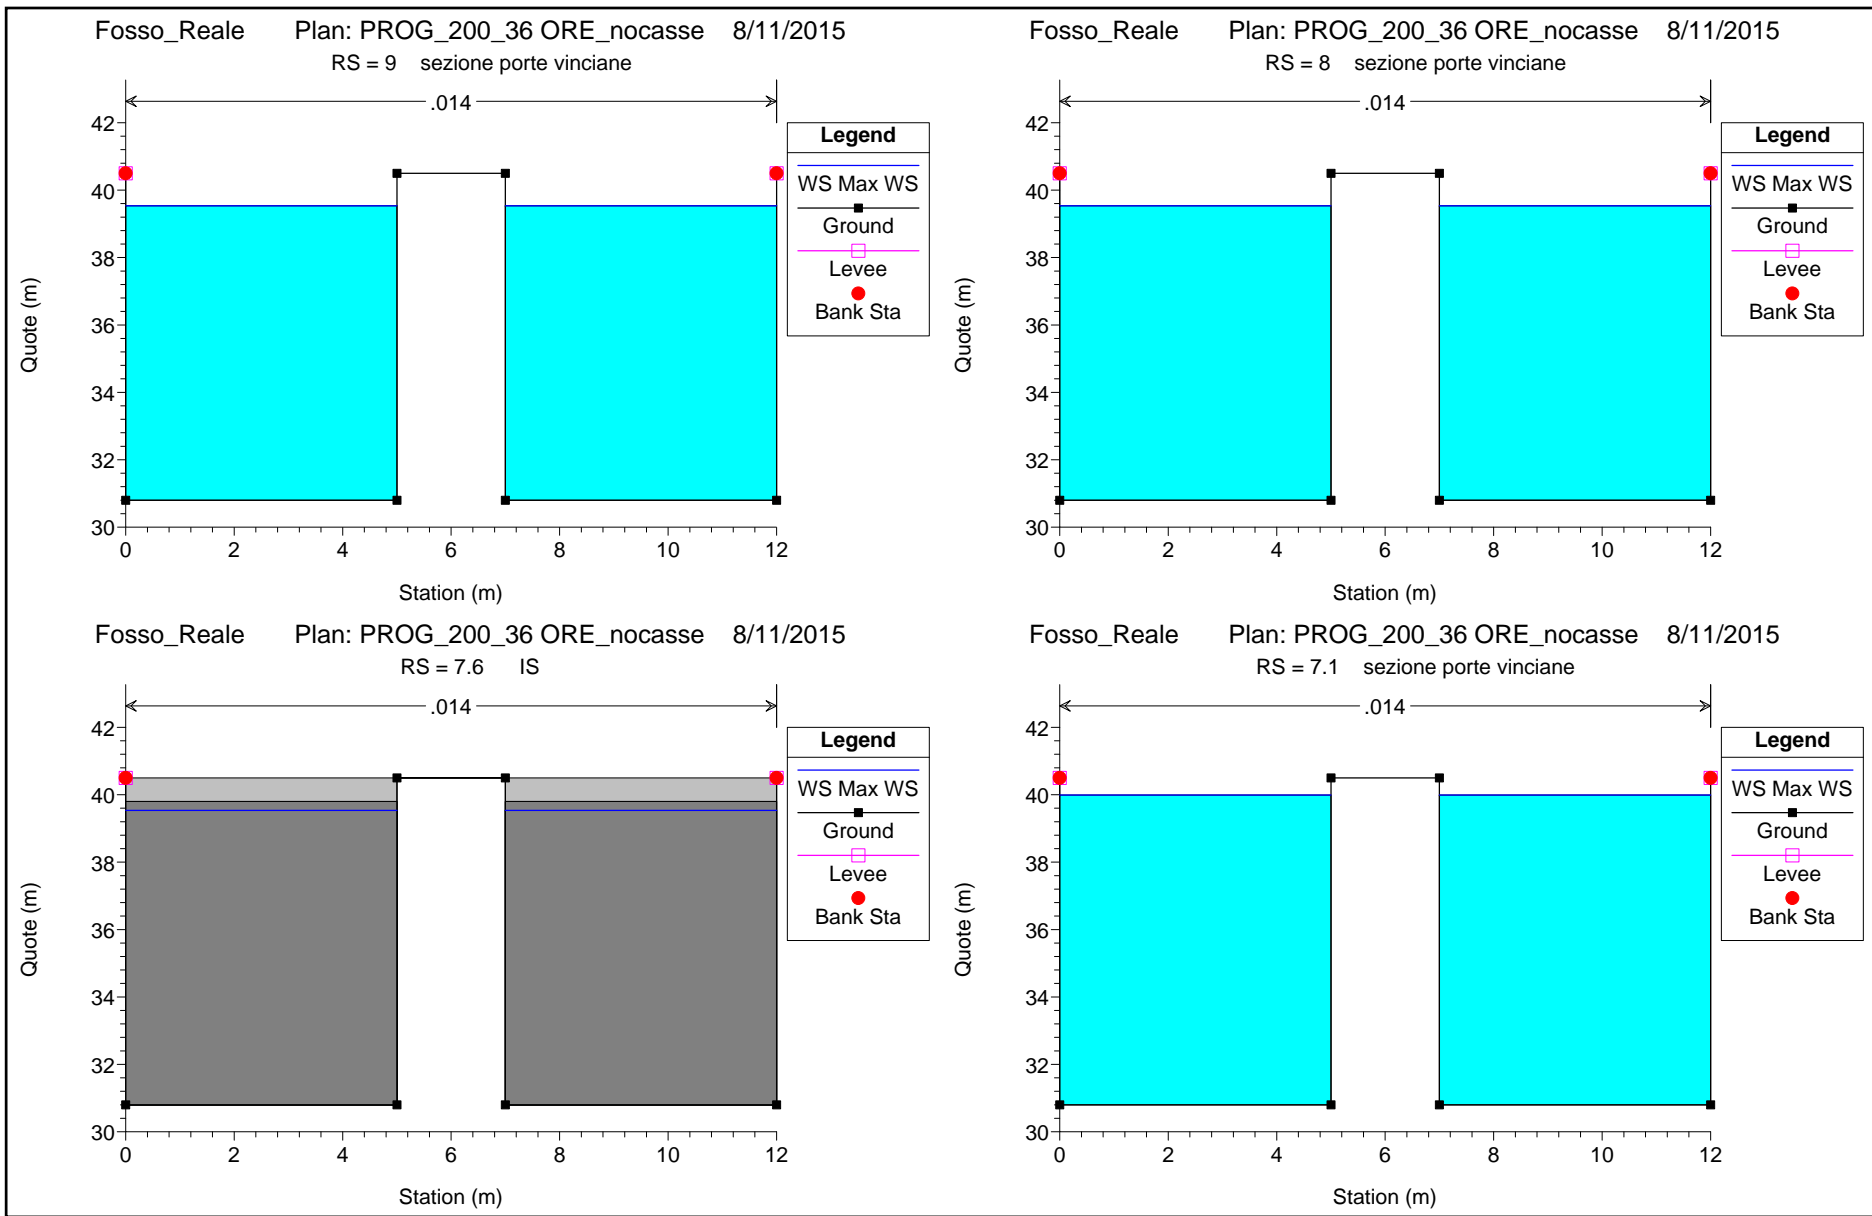 Fosso_Reale Plan: PROG_200_36 ORE_nocasse 8/11/2015
RS = 9 sezione porte vinciane
.014
42
40
38
36
34
32
30
0 2 4 6 8 10 12
Quote (m)
Station (m)
Legend
WS Max WS
Ground
Levee
Bank Sta
Fosso_Reale Plan: PROG_200_36 ORE_nocasse 8/11/2015
RS = 8 sezione porte vinciane
.014
42
40
38
36
34
32
30
0 2 4 6 8 10 12
Quote (m)
Station (m)
Legend
WS Max WS
Ground
Levee
Bank Sta
Fosso_Reale Plan: PROG_200_36 ORE_nocasse 8/11/2015
RS = 7.6 IS
.014
42
40
38
36
34
32
30
0 2 4 6 8 10 12
Quote (m)
Station (m)
Legend
WS Max WS
Ground
Levee
Bank Sta
Fosso_Reale Plan: PROG_200_36 ORE_nocasse 8/11/2015
RS = 7.1 sezione porte vinciane
.014
42
40
38
36
34
32
30
0 2 4 6 8 10 12
Quote (m)
Station (m)
Legend
WS Max WS
Ground
Levee
Bank Sta